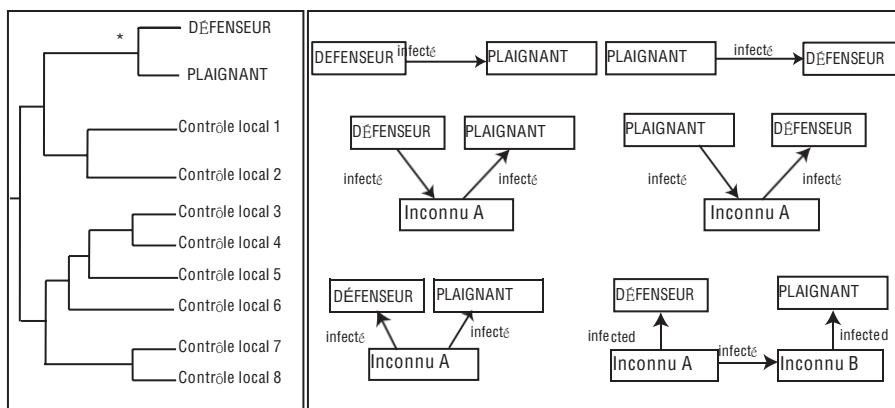 *
DÉFENSEUR
PLAIGNANT
Contrôle local 1
Contrôle local 2
Contrôle local 3
Contrôle local 4
Contrôle local 5
Contrôle local 6
Contrôle local 7
Contrôle local 8
DEFENSEUR infecté PLAIGNANT
PLAIGNANT infecté DÉFENSEUR
DÉFENSEUR PLAIGNANT
infecté infecté
Inconnu A
PLAIGNANT DÉFENSEUR
infecté infecté
Inconnu A
DÉFENSEUR PLAIGNANT
infecté infecté
Inconnu A
DÉFENSEUR PLAIGNANT
infected infected
Inconnu A infecté Inconnu B